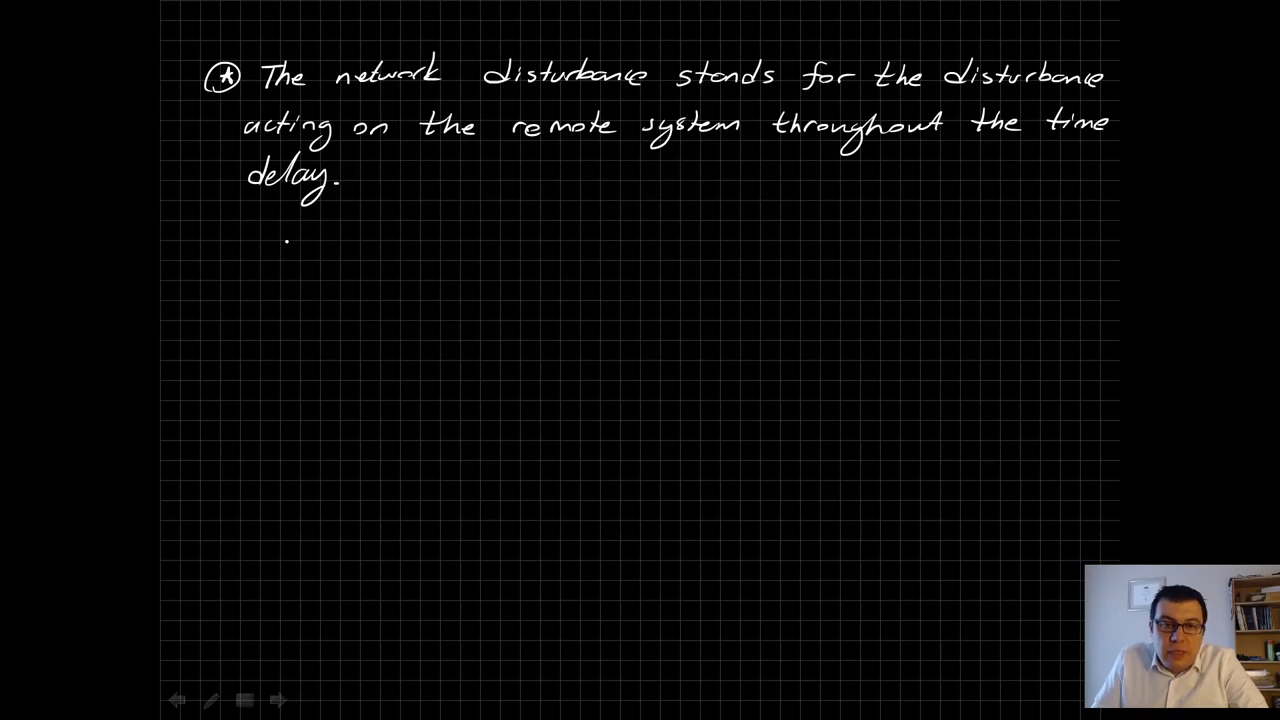 ⊛ The network disturbance stands for the disturbance
acting on the remote system throughout the time
delay.